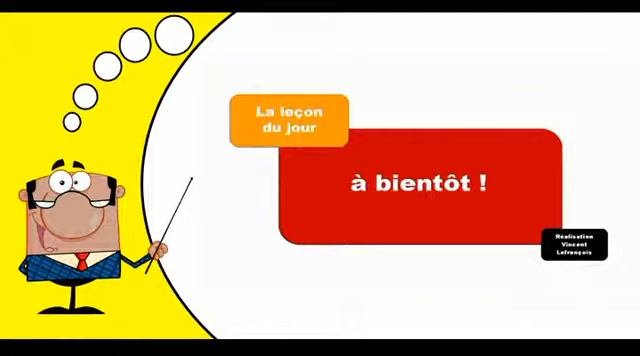 La leçon
du jour
à bientôt !
Réalisation
Vincent
Lefrançois